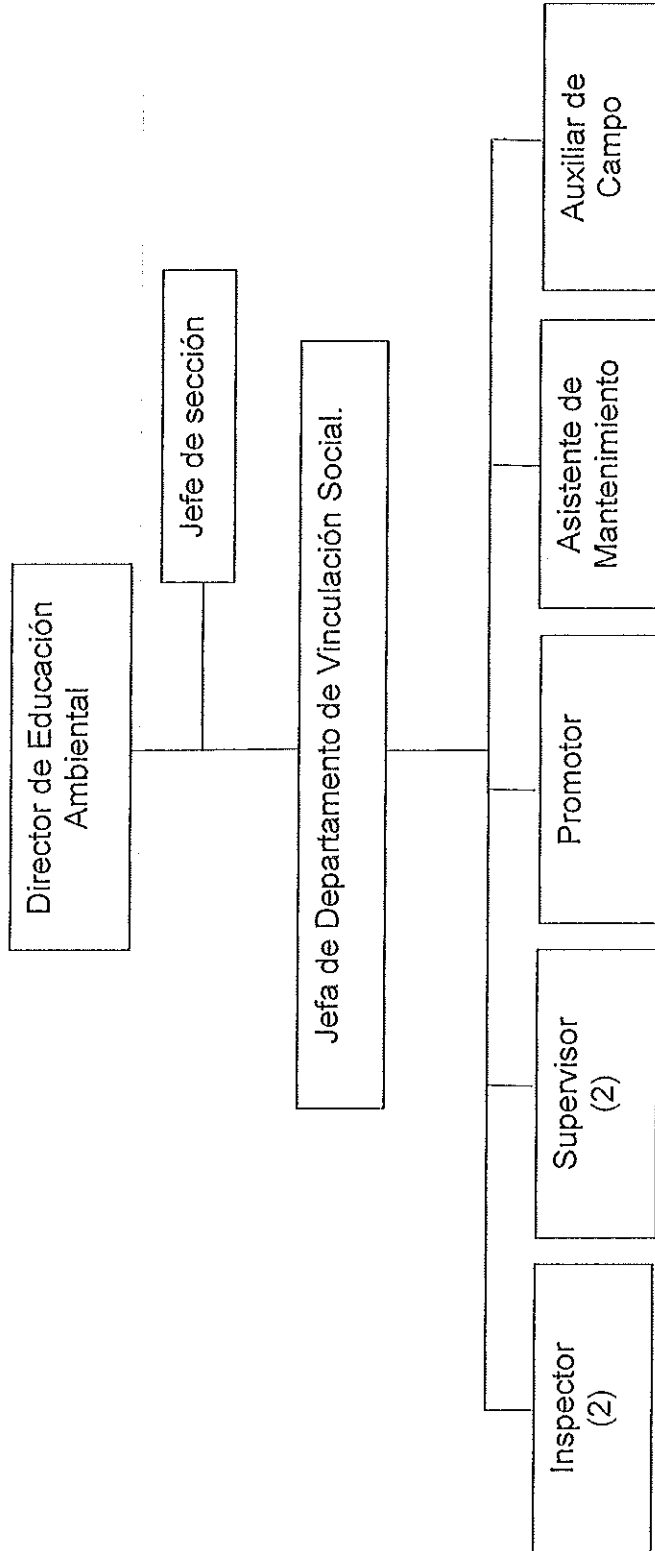 Director de Educación
Ambiental
Jefe de sección
Jefa de Departamento de Vinculación Social.
Inspector
(2)
Supervisor
(2)
Promotor
Asistente de
Mantenimiento
Auxiliar de
Campo